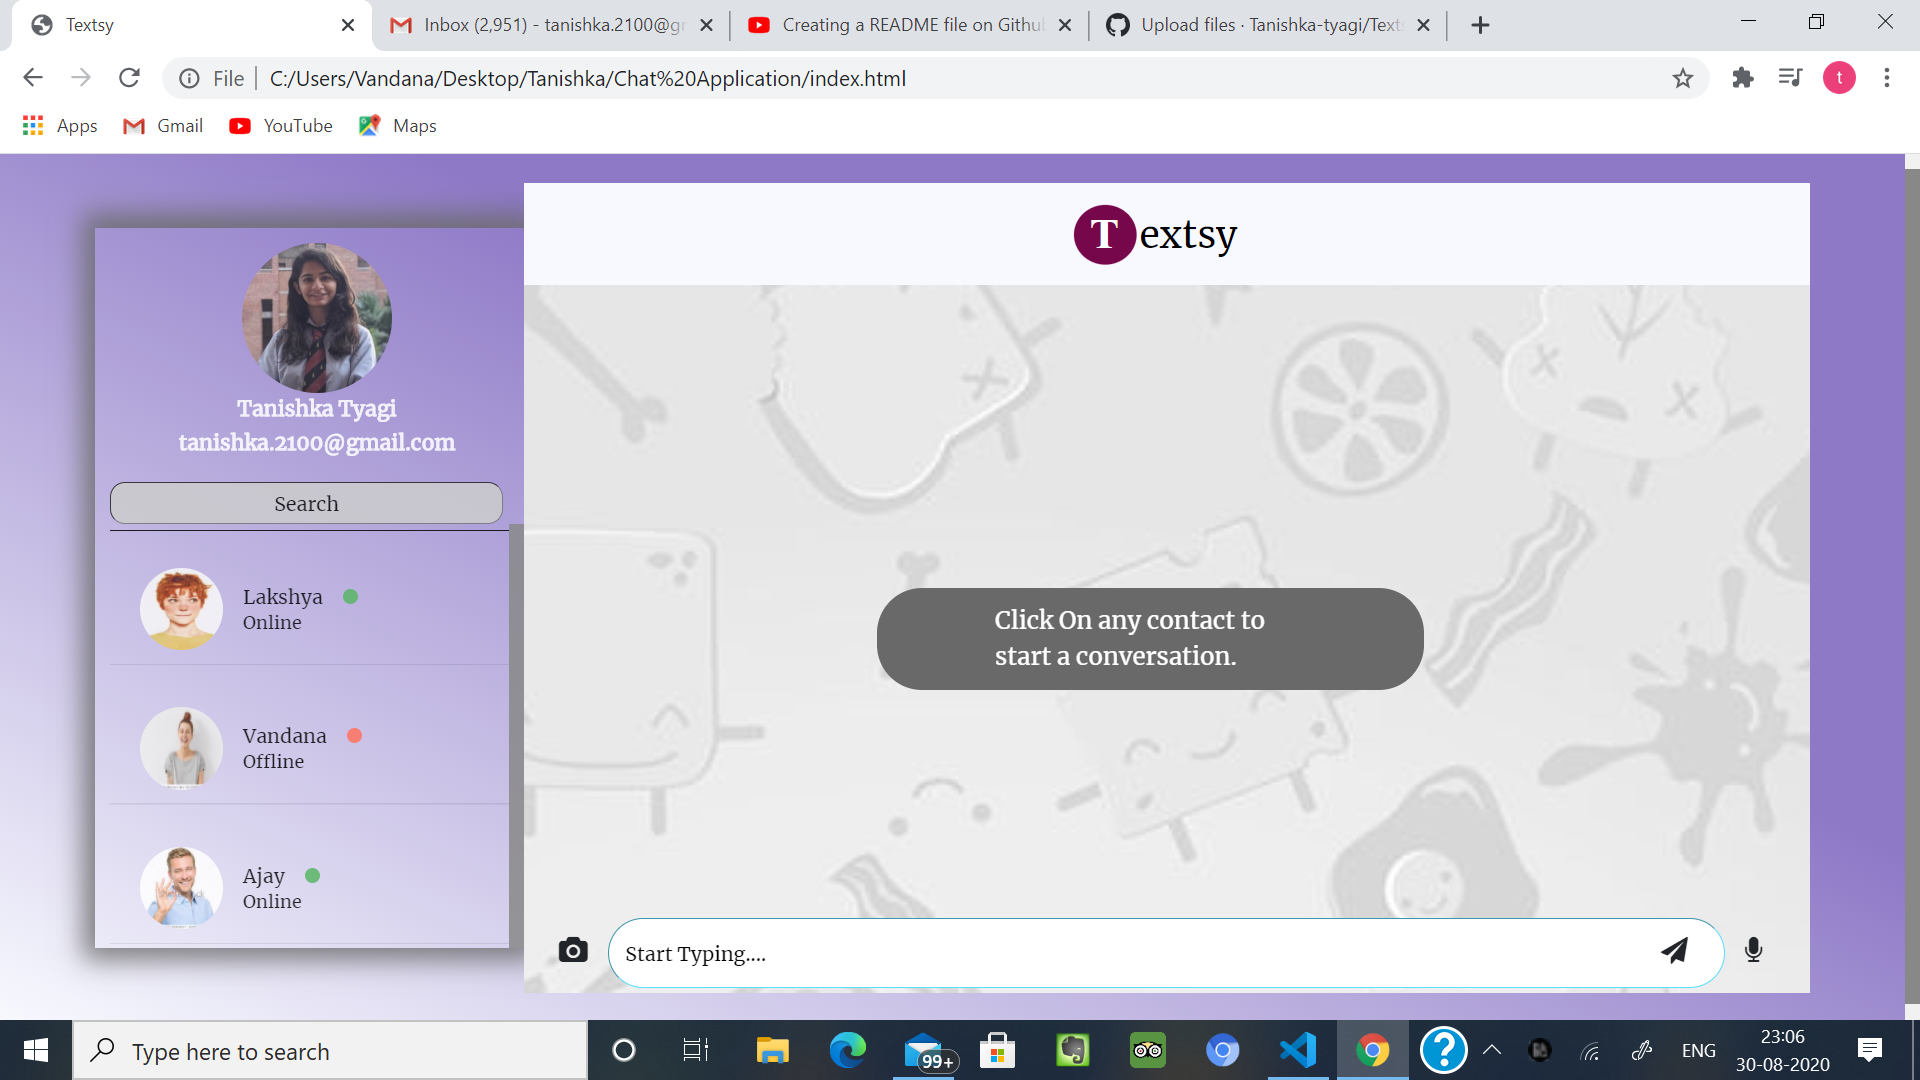 Textsy
Inbox (2,951) - tanishka.2100@gr
Creating a README file on Githu
Upload files · Tanishka-tyagi/Texts
File
C:/Users/Vandana/Desktop/Tanishka/Chat%20Application/index.html
t
Apps
Gmail
YouTube
Maps
Tanishka Tyagi
tanishka.2100@gmail.com
Search
Lakshya
Online
Vandana
Offline
Ajay
Online
Textsy
Click On any contact to
start a conversation.
Start Typing....
Type here to search
99+
?
ENG
23:06
30-08-2020